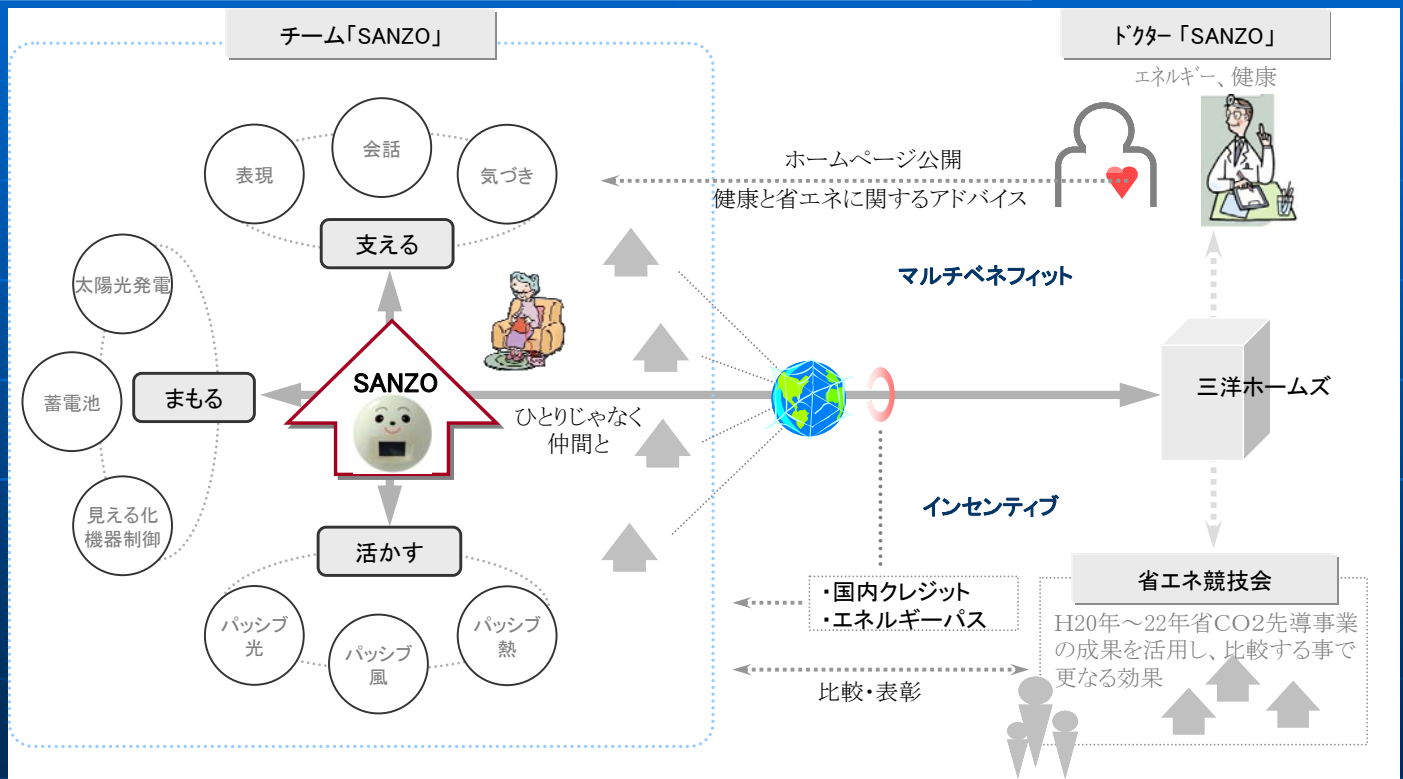 チーム「SANZO」
ドクター 「SANZO」
エネルギー、健康
表現
会話
気づき
支える
太陽光発電
蓄電池
見える化
機器制御
まもる
SANZO
ひとりじゃなく
仲間と
活かす
パッシブ
光
パッシブ
風
パッシブ
熱
ホームページ公開
健康と省エネに関するアドバイス
マルチベネフィット
三洋ホームズ
インセンティブ
・国内クレジット
・エネルギーパス
比較・表彰
省エネ競技会
H20年~22年省CO2先導事業
の成果を活用し、比較する事で
更なる効果